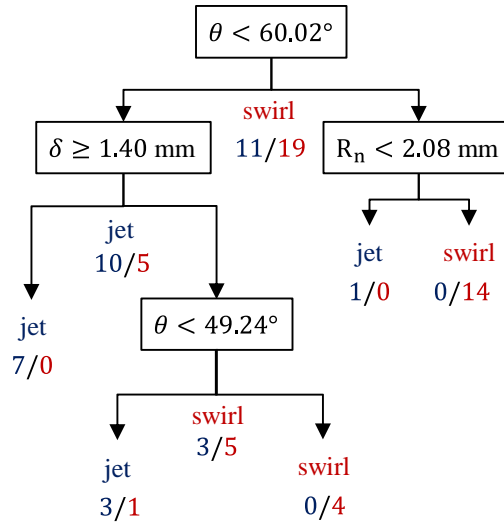 θ < 60.02°
swirl
11/19
δ ≥ 1.40 mm
Rₙ < 2.08 mm
jet
10/5
jet
1/0
swirl
0/14
jet
7/0
θ < 49.24°
swirl
3/5
jet
3/1
swirl
0/4